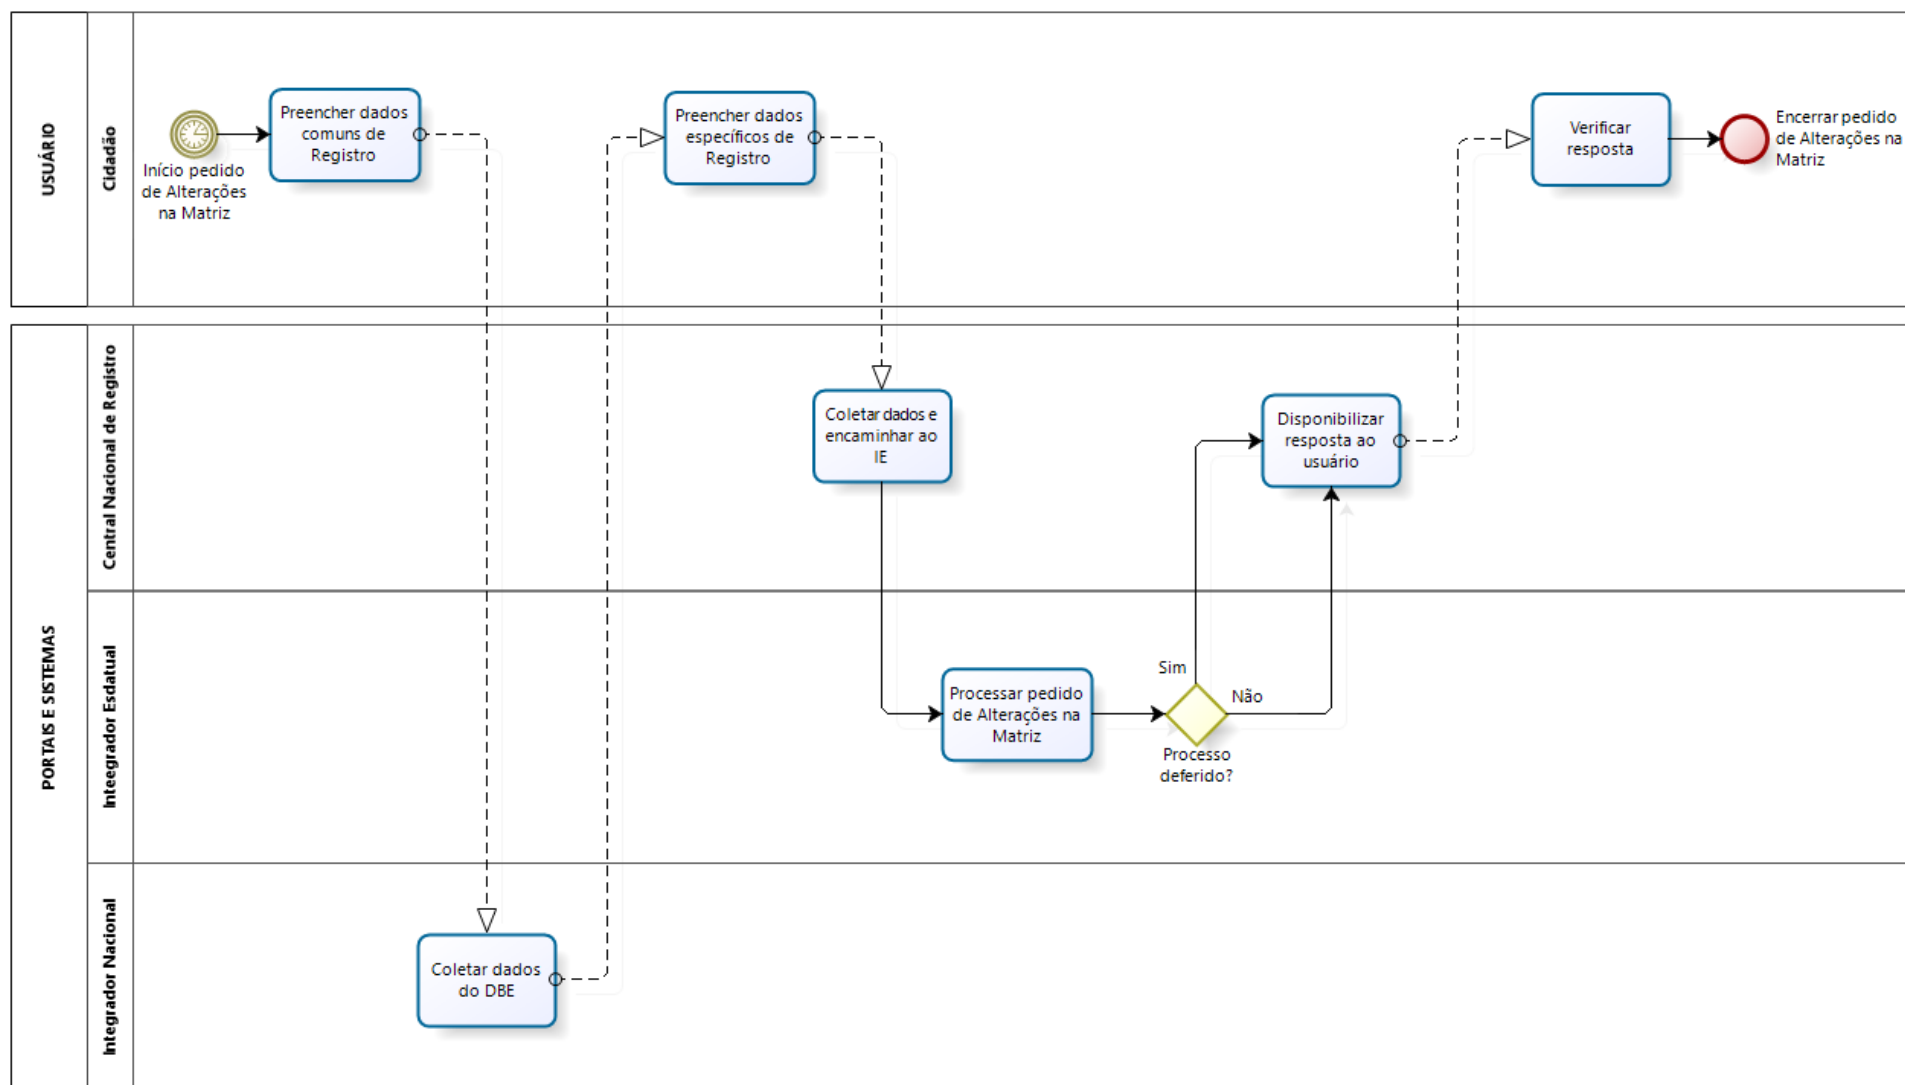 USUÁRIO
Cidadão
Início pedido
de Alterações
na Matriz
Preencher dados
comuns de
Registro
Preencher dados
específicos de
Registro
Verificar
resposta
Encerrar pedido
de Alterações na
Matriz
PORTAIS E SISTEMAS
Central Nacional de Registro
Coletar dados e
encaminhar ao
IE
Disponibilizar
resposta ao
usuário
Integrador Esdatual
Processar pedido
de Alterações na
Matriz
Sim
Não
Processo
deferido?
Integrador Nacional
Coletar dados
do DBE